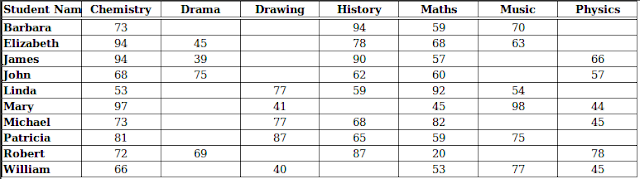 Student Nam Chemistry Drama Drawing History Maths Music Physics
Barbara 73 94 59 70
Elizabeth 94 45 78 68 63
James 94 39 90 57 66
John 68 75 62 60 57
Linda 53 77 59 92 54
Mary 97 41 45 98 44
Michael 73 77 68 82 45
Patricia 81 87 65 59 75
Robert 72 69 87 20 78
William 66 40 53 77 45